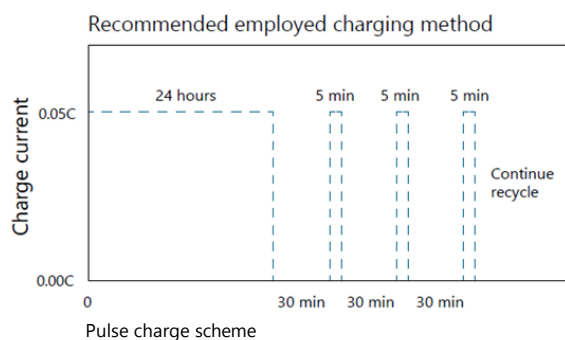 Recommended employed charging method
24 hours
5 min 5 min 5 min
0.05C
Charge current
Continue
recycle
0.00C
0
30 min 30 min 30 min
Pulse charge scheme